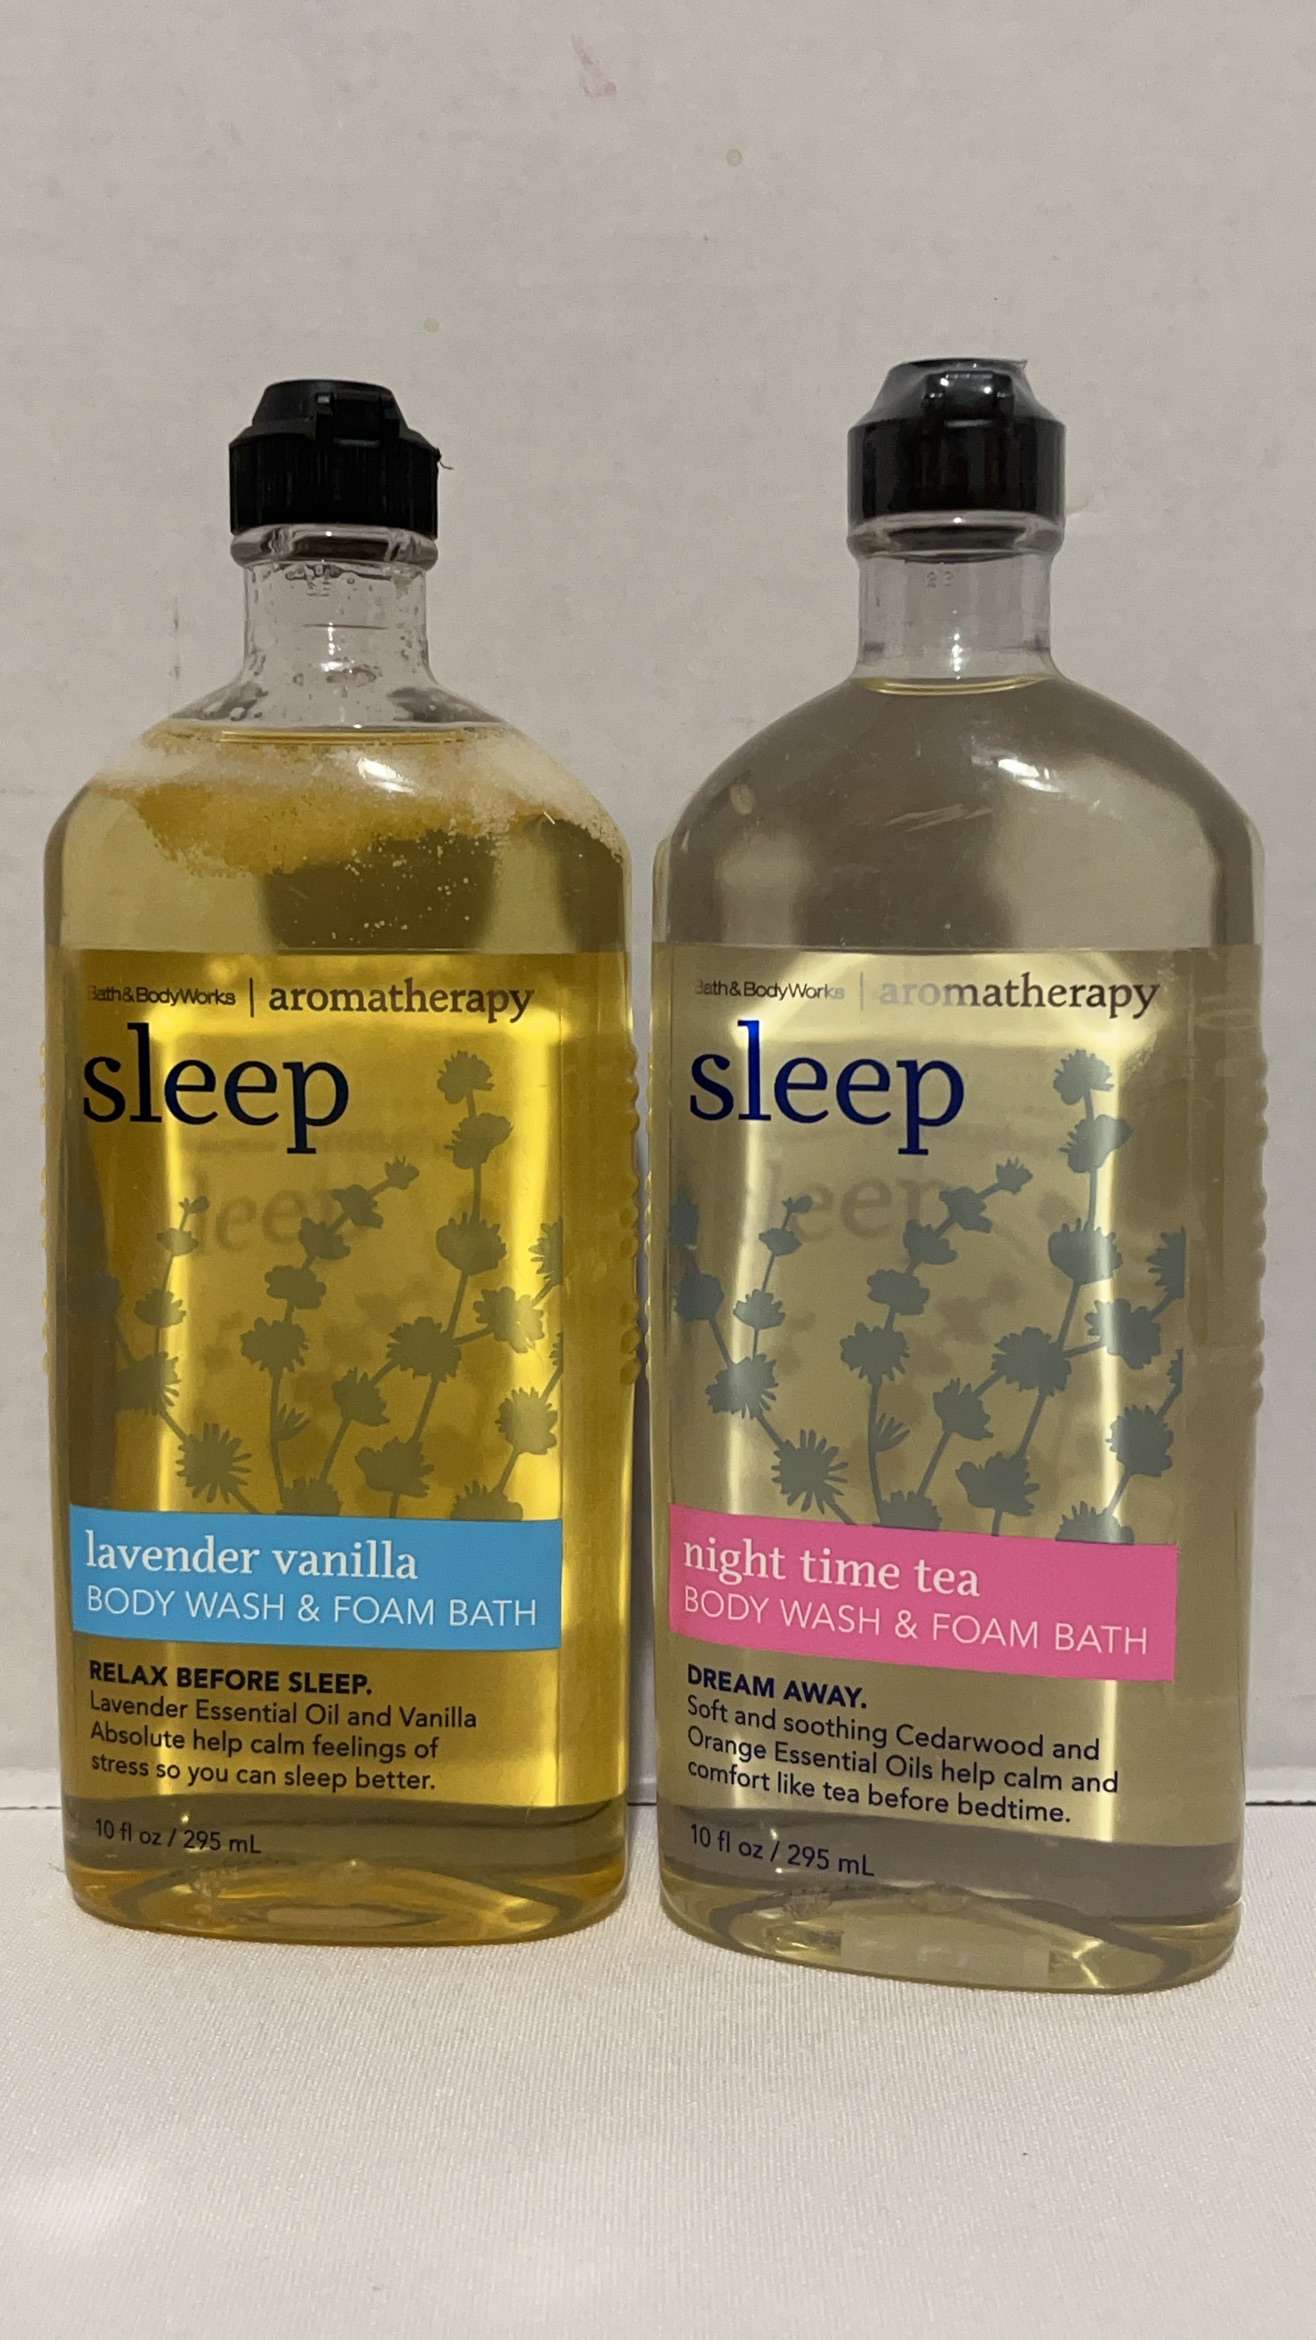 Bath&BodyWorks | aromatherapy
sleep
lavender vanilla
BODY WASH & FOAM BATH
RELAX BEFORE SLEEP.
Lavender Essential Oil and Vanilla
Absolute help calm feelings of
stress so you can sleep better.
10 fl oz / 295 mL
Bath&BodyWorks | aromatherapy
sleep
night time tea
BODY WASH & FOAM BATH
DREAM AWAY.
Soft and soothing Cedarwood and
Orange Essential Oils help calm and
comfort like tea before bedtime.
10 fl oz / 295 mL